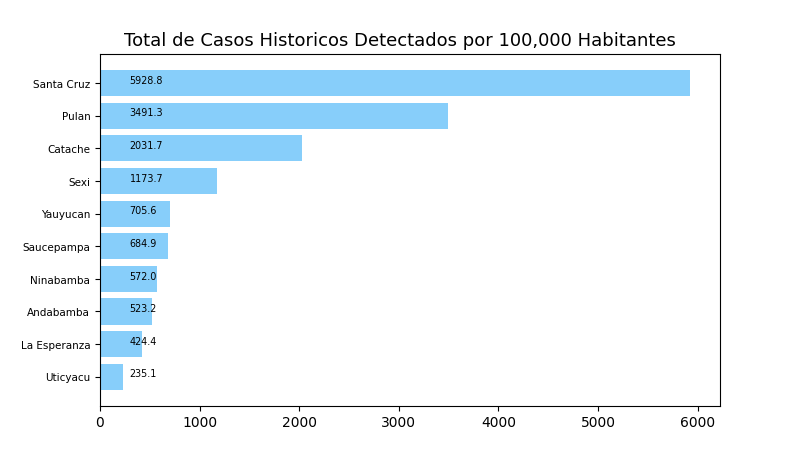 Total de Casos Historicos Detectados por 100,000 Habitantes
Santa Cruz 5928.8
Pulan 3491.3
Catache 2031.7
Sexi 1173.7
Yauyucan 705.6
Saucepampa 684.9
Ninabamba 572.0
Andabamba 523.2
La Esperanza 424.4
Uticyacu 235.1
0 1000 2000 3000 4000 5000 6000